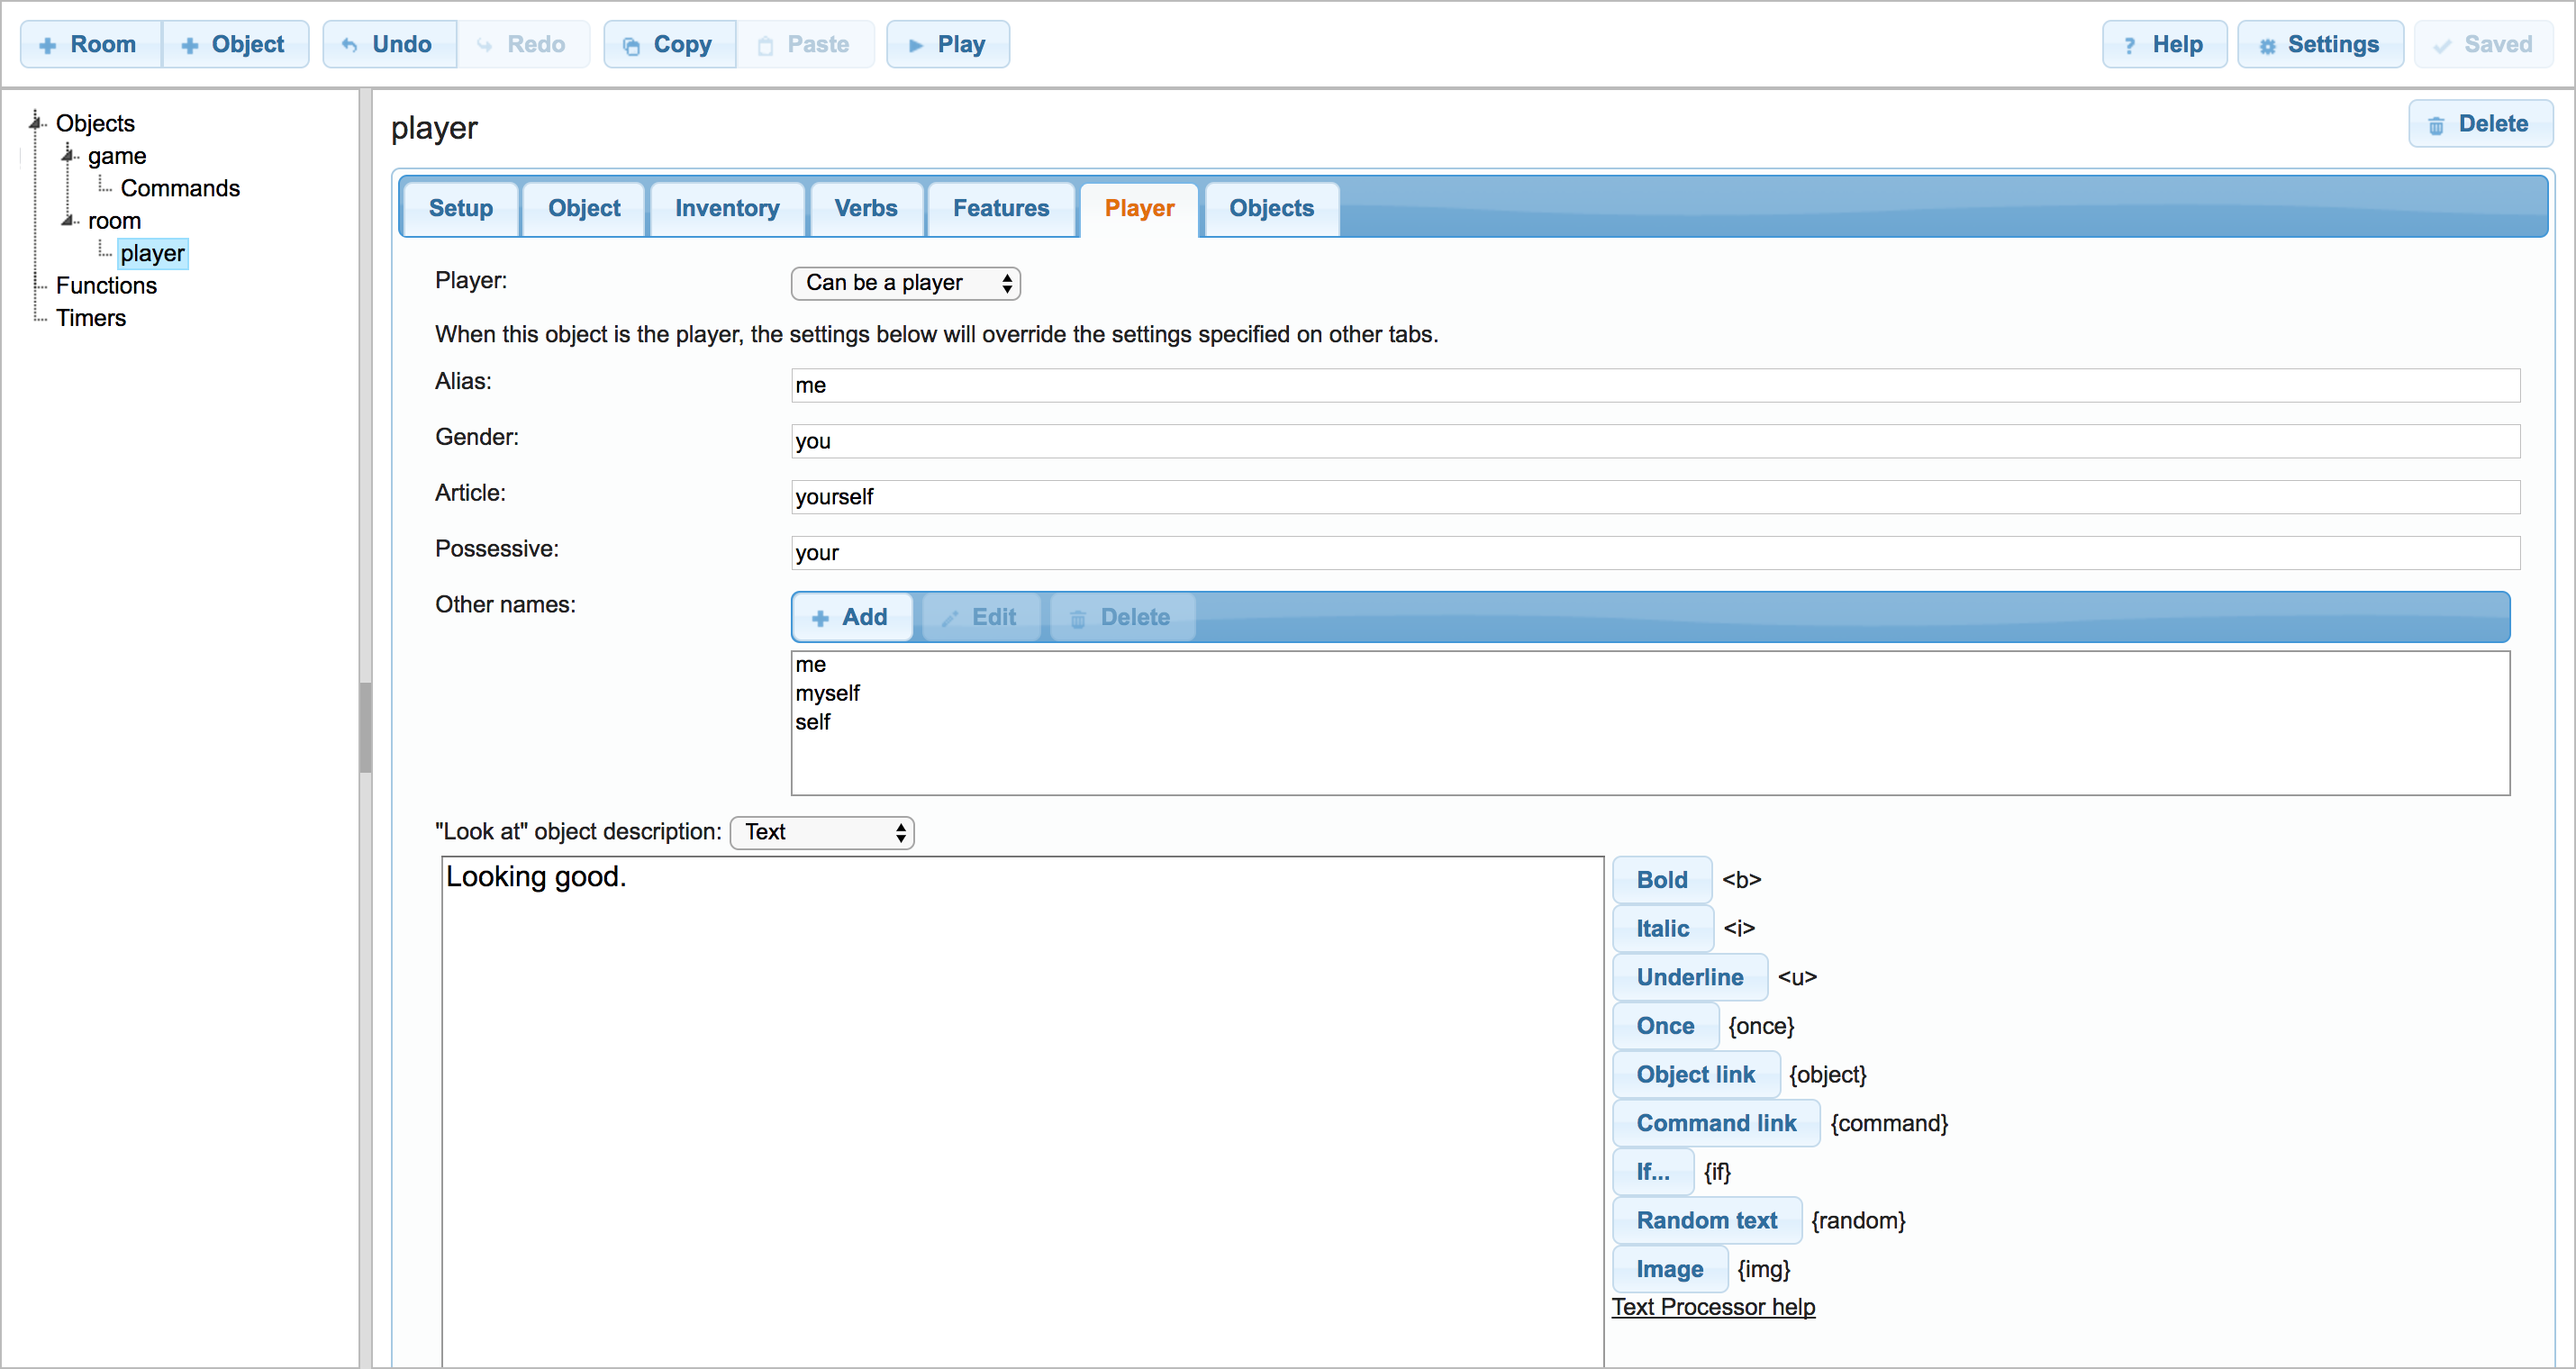 Room Object Undo Redo Copy Paste Play ? Help Settings Saved
Objects
game
Commands
room
player
Functions
Timers
player
Delete
Setup Object Inventory Verbs Features Player Objects
Player: Can be a player
When this object is the player, the settings below will override the settings specified on other tabs.
Alias: me
Gender: you
Article: yourself
Possessive: your
Other names: Add Edit Delete
me
myself
self
"Look at" object description: Text
Looking good.
Bold <b>
Italic <i>
Underline <u>
Once {once}
Object link {object}
Command link {command}
If... {if}
Random text {random}
Image {img}
Text Processor help